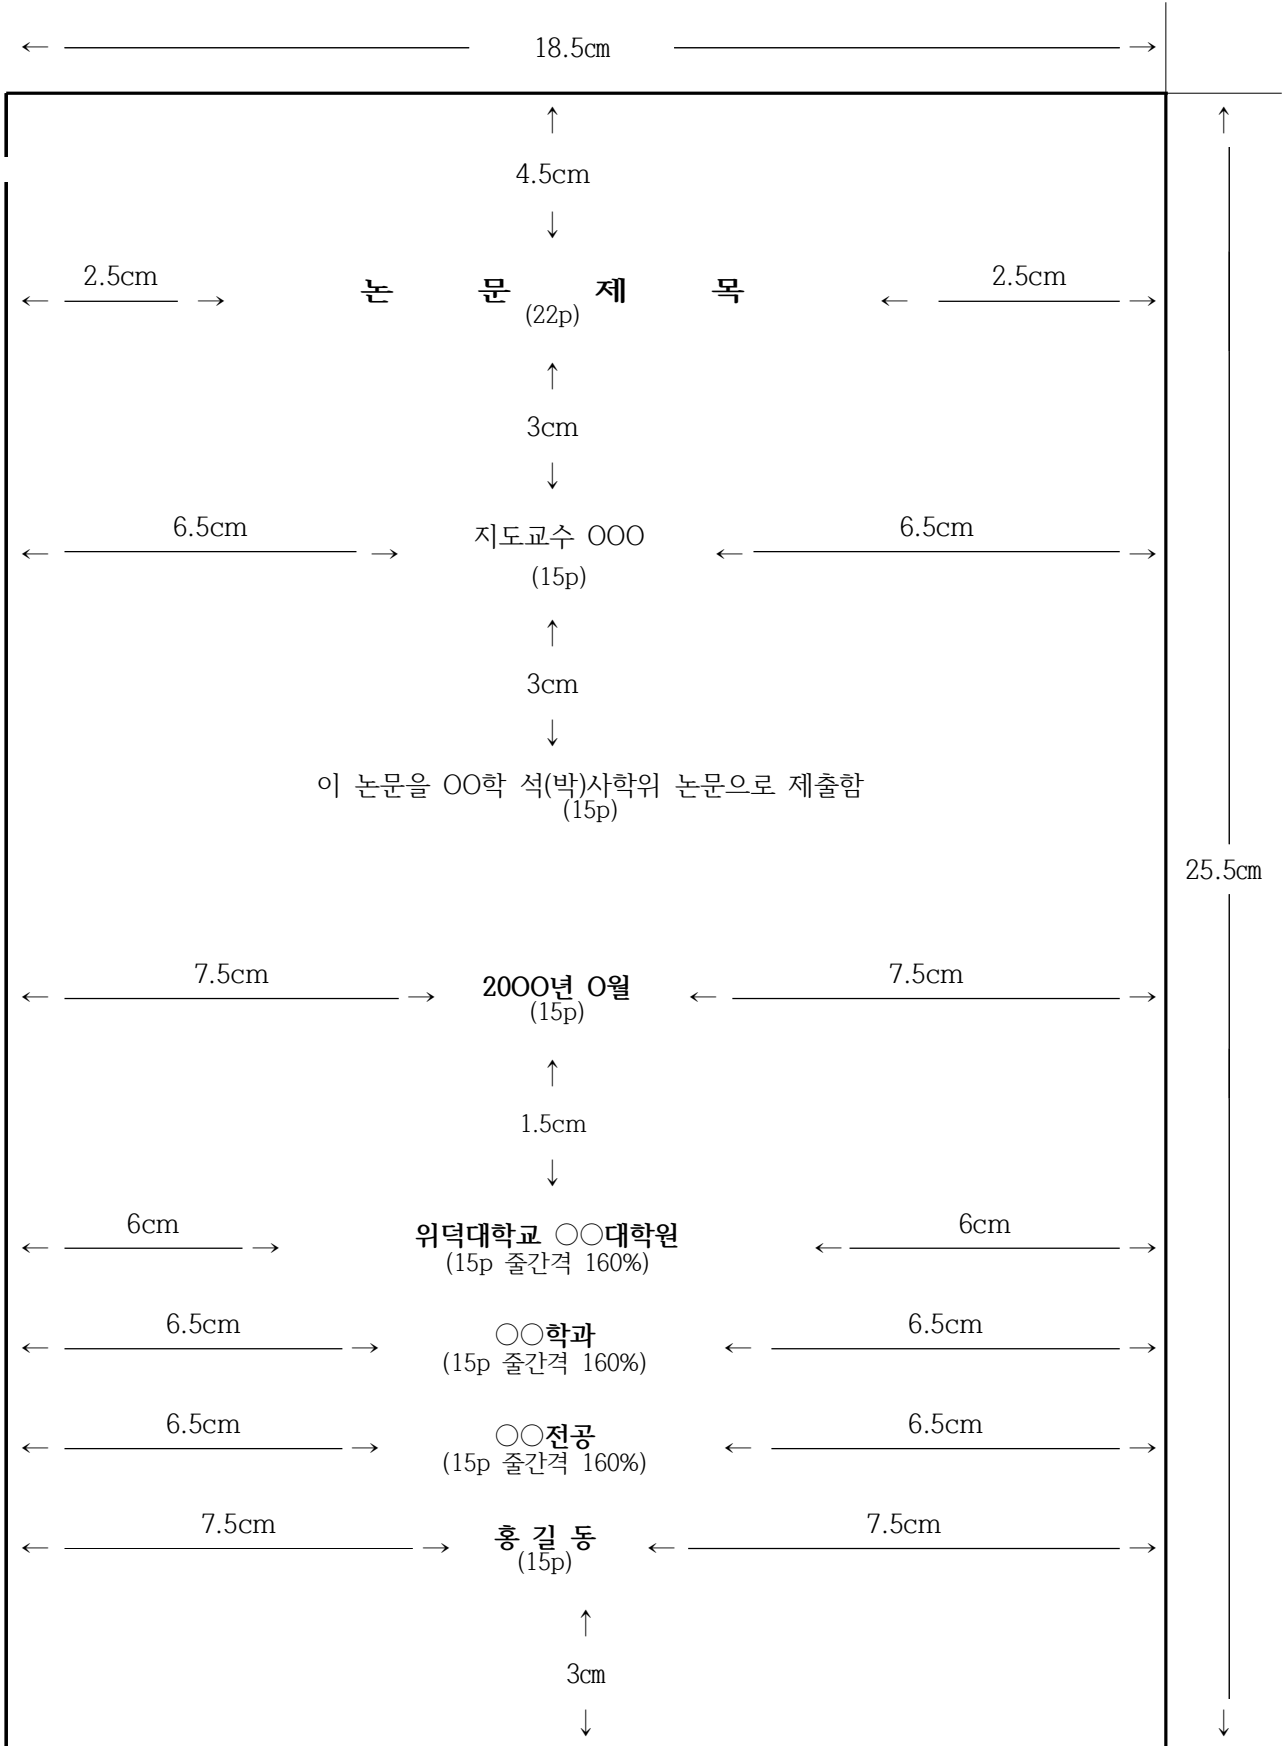 18.5㎝
4.5cm
2.5cm 논 문 제 목 2.5cm
(22p)
3cm
6.5cm 지도교수 OOO 6.5cm
(15p)
3cm
이 논문을 OO학 석(박)사학위 논문으로 제출함
(15p)
25.5㎝
7.5cm 2OOO년 O월 7.5cm
(15p)
1.5cm
6cm 위덕대학교 ○○대학원 6cm
(15p 줄간격 160%)
6.5cm ○○학과 6.5cm
(15p 줄간격 160%)
6.5cm ○○전공 6.5cm
(15p 줄간격 160%)
7.5cm 홍 길 동 7.5cm
(15p)
3㎝